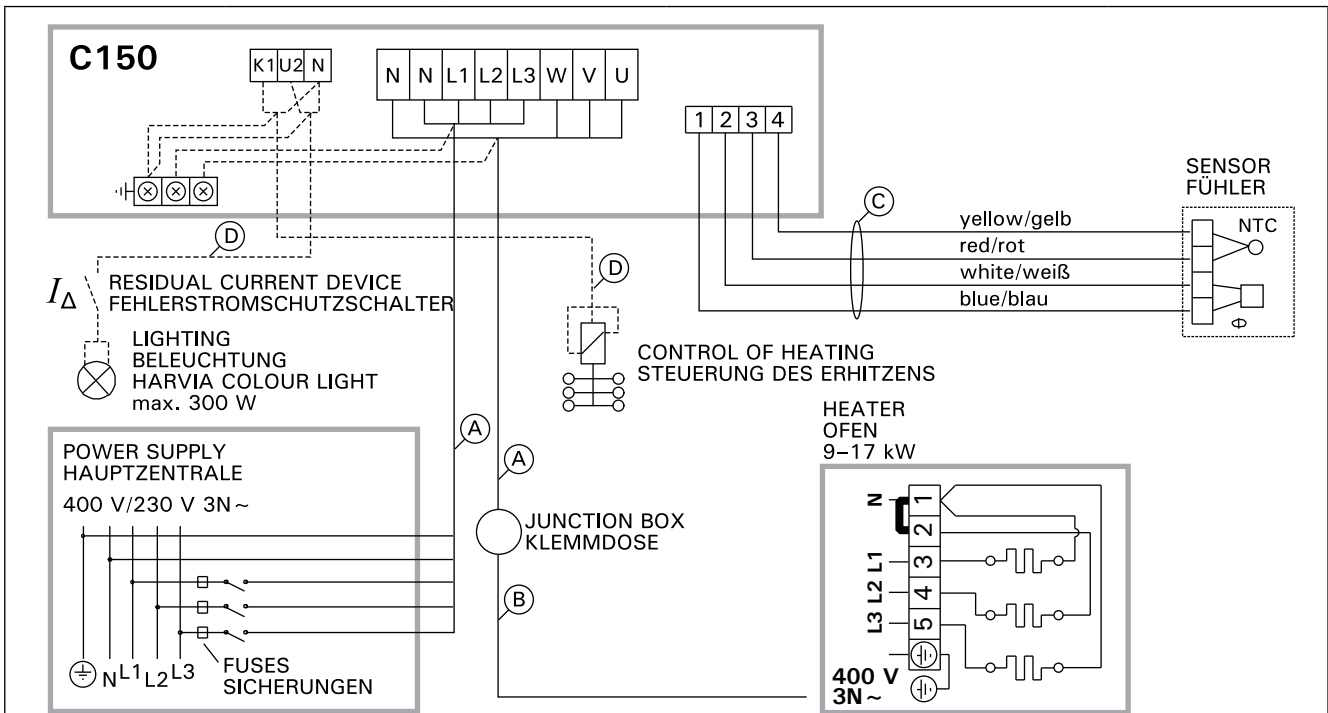 C150
K1 U2 N
N N L1 L2 L3 W V U
1 2 3 4
SENSOR
FÜHLER
C
yellow/gelb
NTC
red/rot
white/weiß
blue/blau
Φ
D
I∆
RESIDUAL CURRENT DEVICE
FEHLERSTROMSCHUTZSCHALTER
LIGHTING
BELEUCHTUNG
HARVIA COLOUR LIGHT
max. 300 W
D
CONTROL OF HEATING
STEUERUNG DES ERHITZENS
A
A
JUNCTION BOX
KLEMMDOSE
B
POWER SUPPLY
HAUPTZENTRALE
400 V/230 V 3N~
N L1 L2 L3
FUSES
SICHERUNGEN
HEATER
OFEN
9–17 kW
N 1
2
L1 3
L2 4
L3 5
400 V
3N~